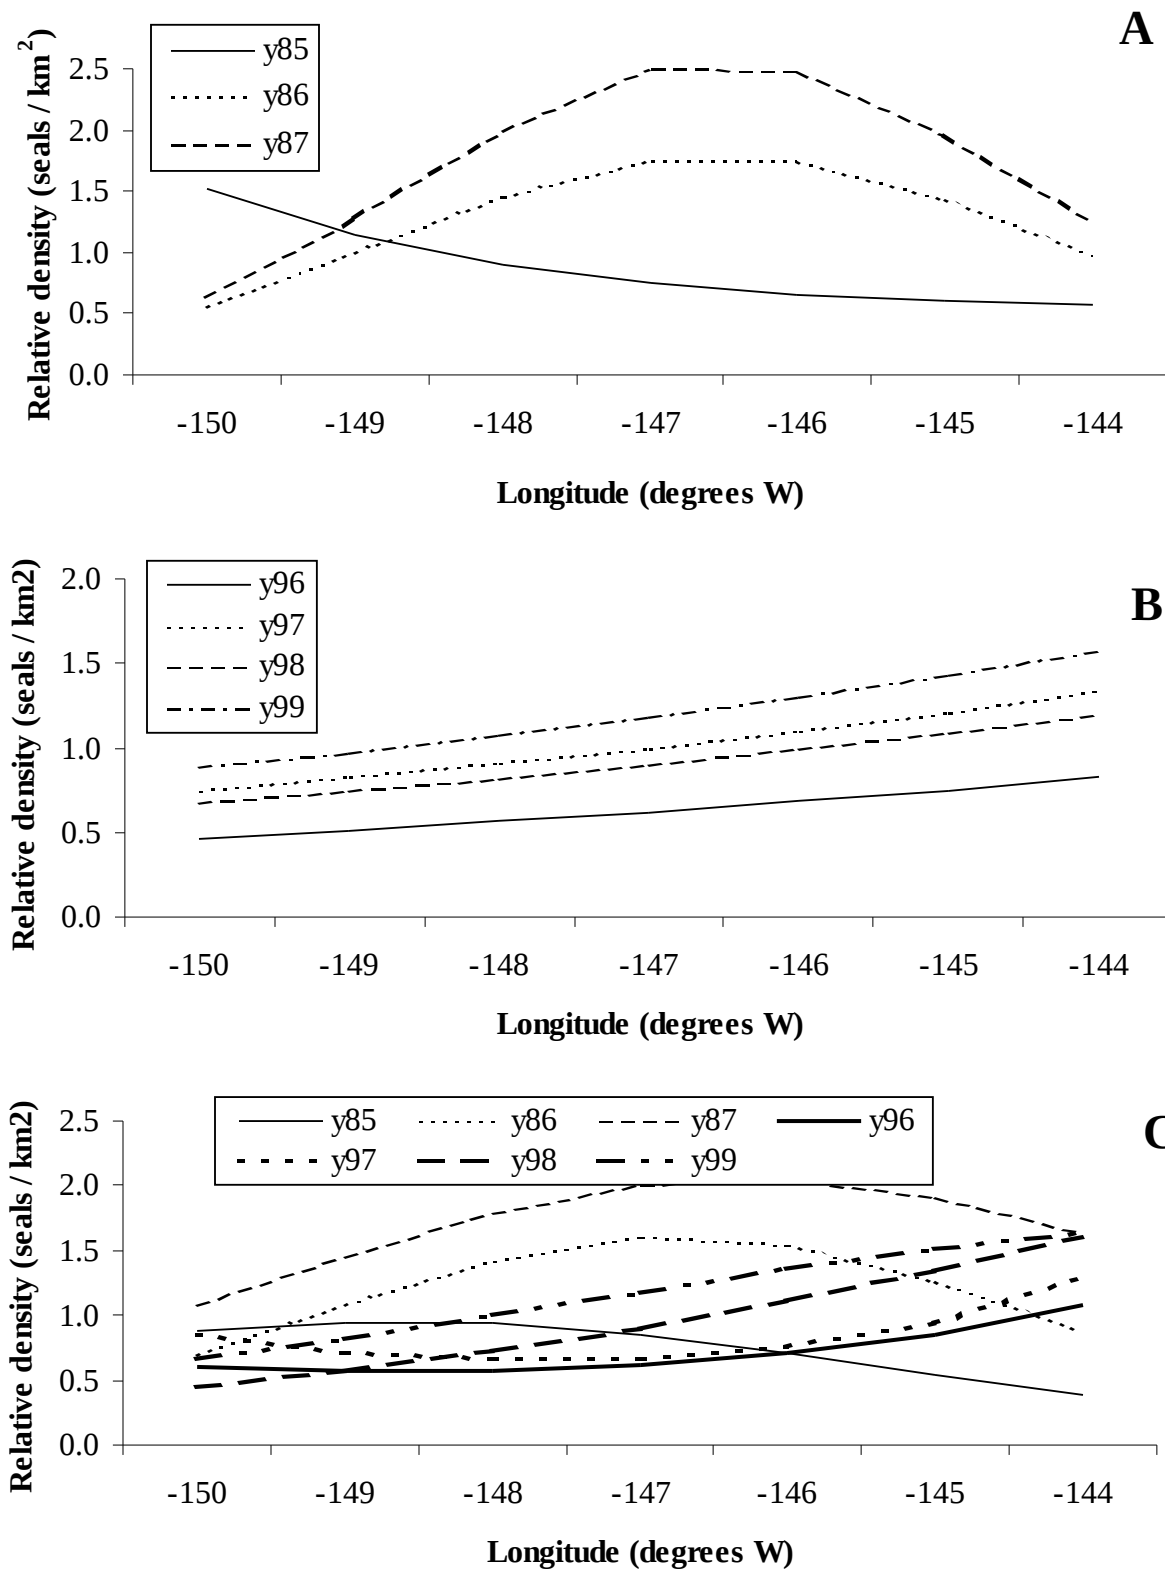 A
Relative density (seals / km2)
y85
y86
y87
2.5
2.0
1.5
1.0
0.5
0.0
-150 -149 -148 -147 -146 -145 -144
Longitude (degrees W)
B
Relative density (seals / km2)
y96
y97
y98
y99
2.0
1.5
1.0
0.5
0.0
-150 -149 -148 -147 -146 -145 -144
Longitude (degrees W)
C
Relative density (seals / km2)
y85 y86 y87 y96
y97 y98 y99
2.5
2.0
1.5
1.0
0.5
0.0
-150 -149 -148 -147 -146 -145 -144
Longitude (degrees W)